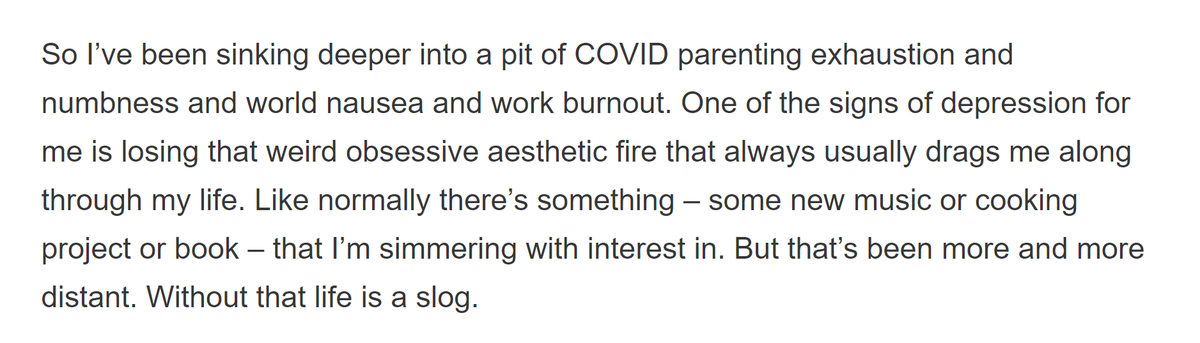 So I’ve been sinking deeper into a pit of COVID parenting exhaustion and
numbness and world nausea and work burnout. One of the signs of depression for
me is losing that weird obsessive aesthetic fire that always usually drags me along
through my life. Like normally there’s something – some new music or cooking
project or book – that I’m simmering with interest in. But that’s been more and more
distant. Without that life is a slog.